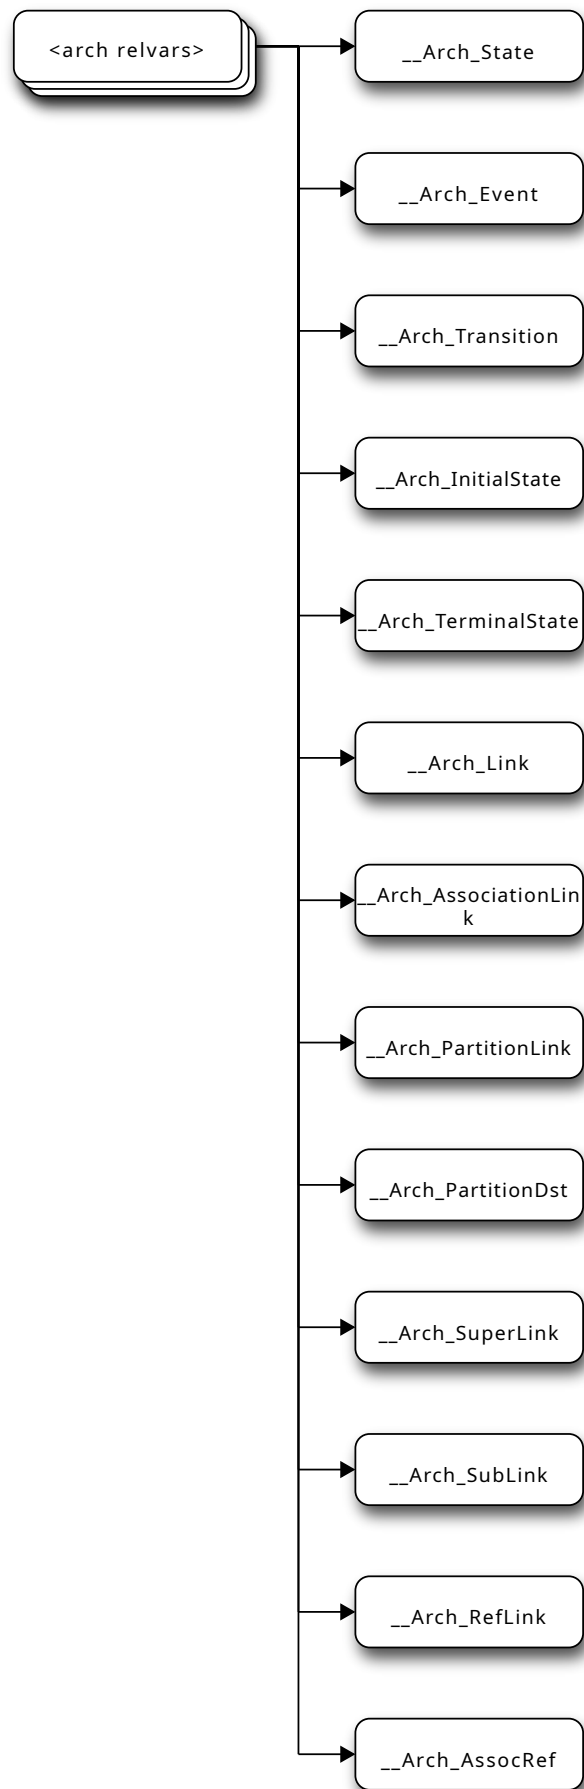 <arch relvars>
__Arch_State
__Arch_Event
__Arch_Transition
__Arch_InitialState
__Arch_TerminalState
__Arch_Link
__Arch_AssociationLin
k
__Arch_PartitionLink
__Arch_PartitionDst
__Arch_SuperLink
__Arch_SubLink
__Arch_RefLink
__Arch_AssocRef